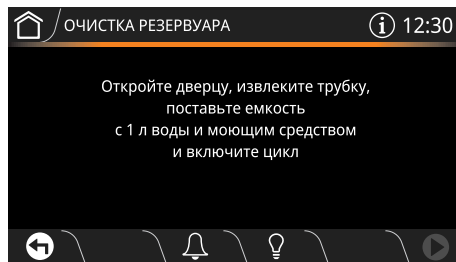 ОЧИСТКА РЕЗЕРВУАРА
12:30
Откройте дверцу, извлеките трубку,
поставьте емкость
с 1 л воды и моющим средством
и включите цикл